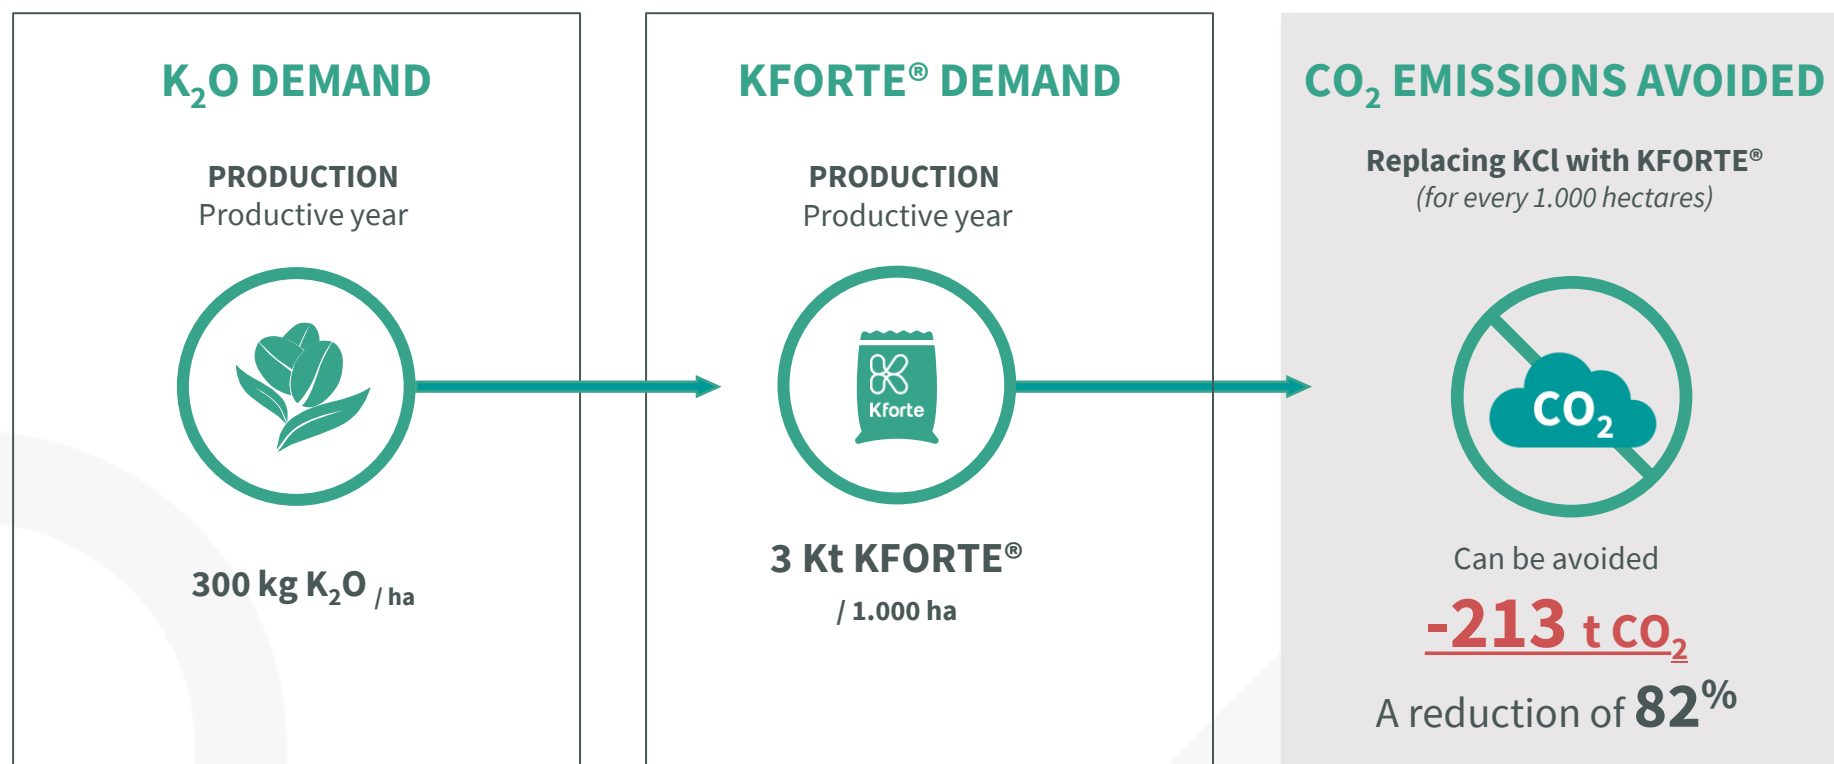 K₂O DEMAND
PRODUCTION
Productive year
300 kg K₂O / ha
KFORTE® DEMAND
PRODUCTION
Productive year
Kforte
3 Kt KFORTE®
/ 1.000 ha
CO₂ EMISSIONS AVOIDED
Replacing KCl with KFORTE®
(for every 1.000 hectares)
CO₂
Can be avoided
-213 t CO₂
A reduction of 82%